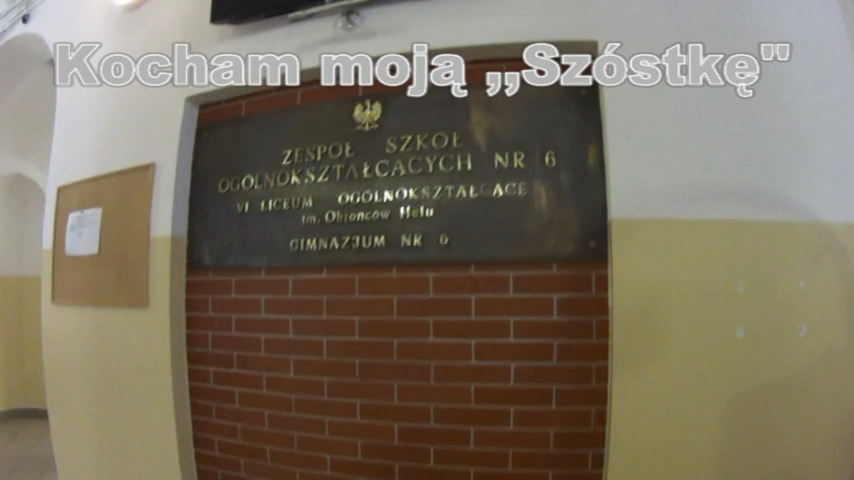 Kocham moją ,,Szóstkę"
ZESPÓŁ SZKÓŁ
OGÓLNOKSZTAŁCĄCYCH NR 6
VI LICEUM OGÓLNOKSZTAŁCĄCE
im. Obrońców Helu
GIMNAZJUM NR 6